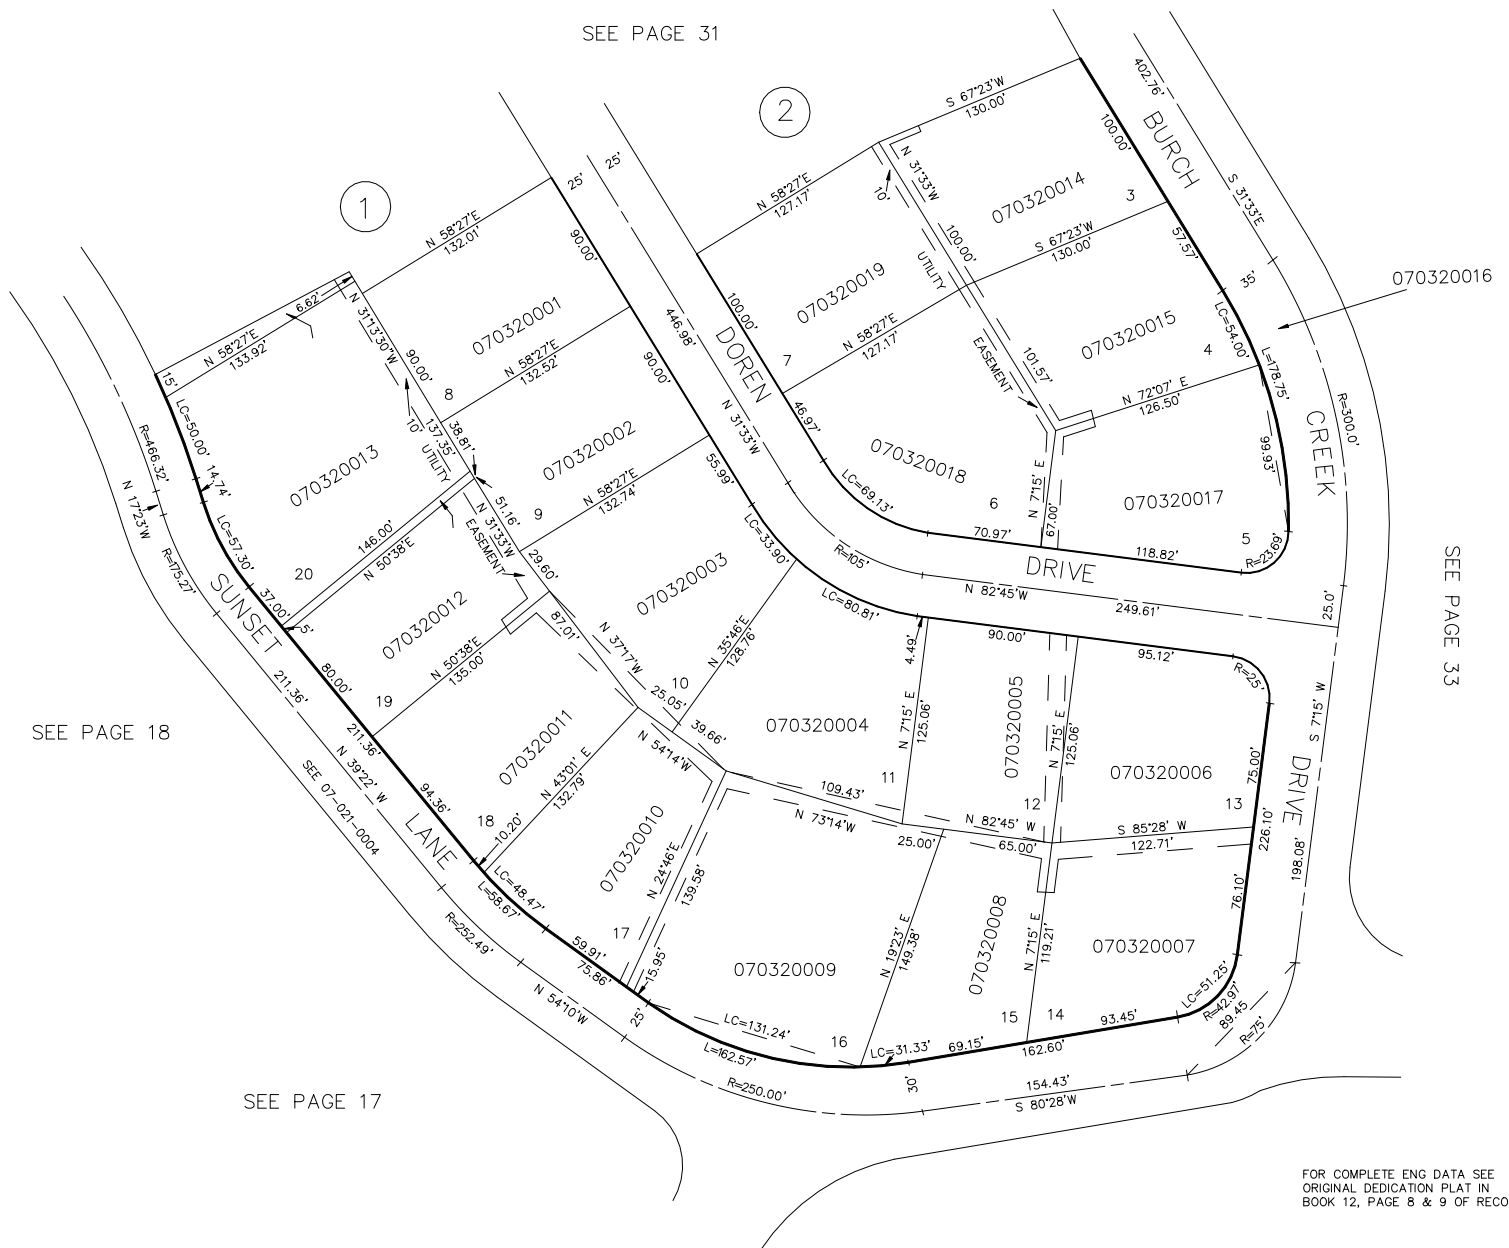 SEE PAGE 31
1
2
S 67°23'W
130.00'
402.76'
BURCH
100.00'
N 31°33'W
070320014
3
S 31°33'E
10'
N 58°27'E
127.17'
25'
25'
N 58°27'E
132.01'
90.00'
100.00'
S 67°23'W
130.00'
57.57'
35'
070320016
UTILITY
070320019
6.62'
N 58°27'E
133.92'
N 31°13'30"W
90.00'
070320001
446.98'
100.00'
DOREN
7
N 58°27'E
127.17'
EASEMENT
101.57'
070320015
4
LC=54.00'
L=178.75'
15'
LC=50.00'
8
N 58°27'E
132.52'
90.00'
N 72°07' E
126.50'
R=300.0'
CREEK
R=466.32'
10'
137.35'
38.81'
UTILITY
46.97'
N 31°33'W
070320002
070320013
14.74'
N 58°27'E
132.74'
55.99'
070320018
LC=69.13'
6
N 7°15' E
67.00'
99.93'
070320017
5
N 17°23'W
51.16'
9
N 31°33'W
EASEMENT
LC=33.90'
70.97'
118.82'
R=23.69'
LC=57.30'
146.00'
N 50°38'E
20
R=175.27'
29.60'
R=105'
DRIVE
N 82°45'W
249.61'
25.0'
SEE PAGE 33
SUNSET
37.00'
5'
070320012
070320003
87.01'
LC=80.81'
4.49'
90.00'
95.12'
R=25'
N 50°38'E
135.00'
N 37°17'W
N 35°46'E
128.76'
80.00'
211.36'
25.05'
10
19
211.36'
SEE PAGE 18
N 39°22' W
39.66'
070320004
N 7°15' E
125.06'
070320005
N 7°15' E
125.06'
070320006
75.00'
S 7°15' W
DRIVE
N 54°14'W
070320011
N 43°01' E
132.79'
SEE 07-021-0004
94.36'
109.43'
N 73°14'W
11
12
N 82°45' W
25.00'
65.00'
13
S 85°28' W
122.71'
226.10'
198.08'
LANE
18
10.20'
070320010
N 24°46'E
139.58'
LC=48.47'
L=58.67'
R=252.49'
17
59.91'
75.86'
15.95'
070320009
N 19°23' E
149.38'
070320008
N 7°15' E
119.21'
070320007
76.10'
LC=51.25'
R=42.97'
89.45
R=75'
N 54°10'W
25'
LC=131.24'
L=162.57'
16
LC=31.33'
15
14
69.15'
162.60'
93.45'
R=250.00'
30'
154.43'
S 80°28'W
SEE PAGE 17
FOR COMPLETE ENG DATA SEE
ORIGINAL DEDICATION PLAT IN
BOOK 12, PAGE 8 & 9 OF RECO